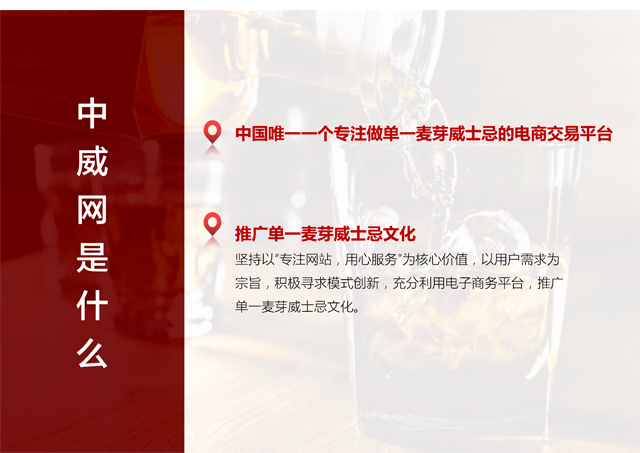 中威网是什么
中国唯一一个专注做单一麦芽威士忌的电商交易平台
推广单一麦芽威士忌文化
坚持以“专注网站，用心服务”为核心价值，以用户需求为
宗旨，积极寻求模式创新，充分利用电子商务平台，推广
单一麦芽威士忌文化。